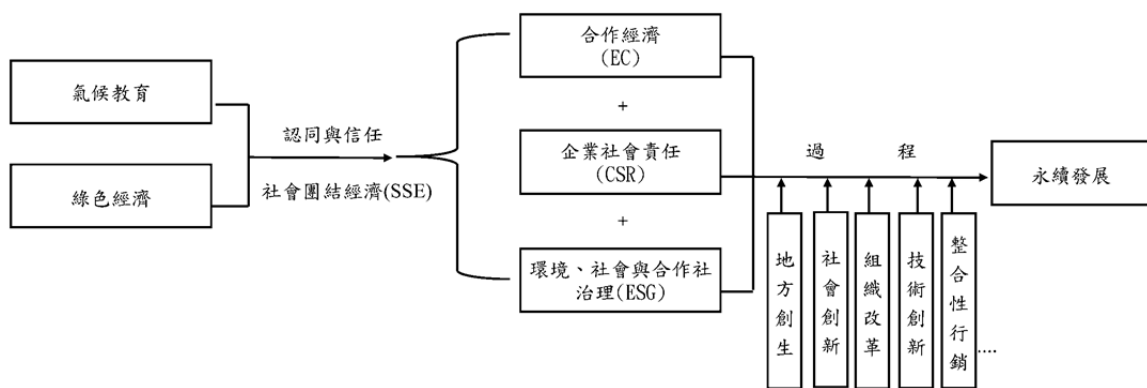 氣候教育
綠色經濟
認同與信任
社會團結經濟(SSE)
合作經濟
(EC)
+
企業社會責任
(CSR)
+
環境、社會與合作社
治理(ESG)
過程
地方創生
社會創新
組織改革
技術創新
整合性行銷
....
永續發展